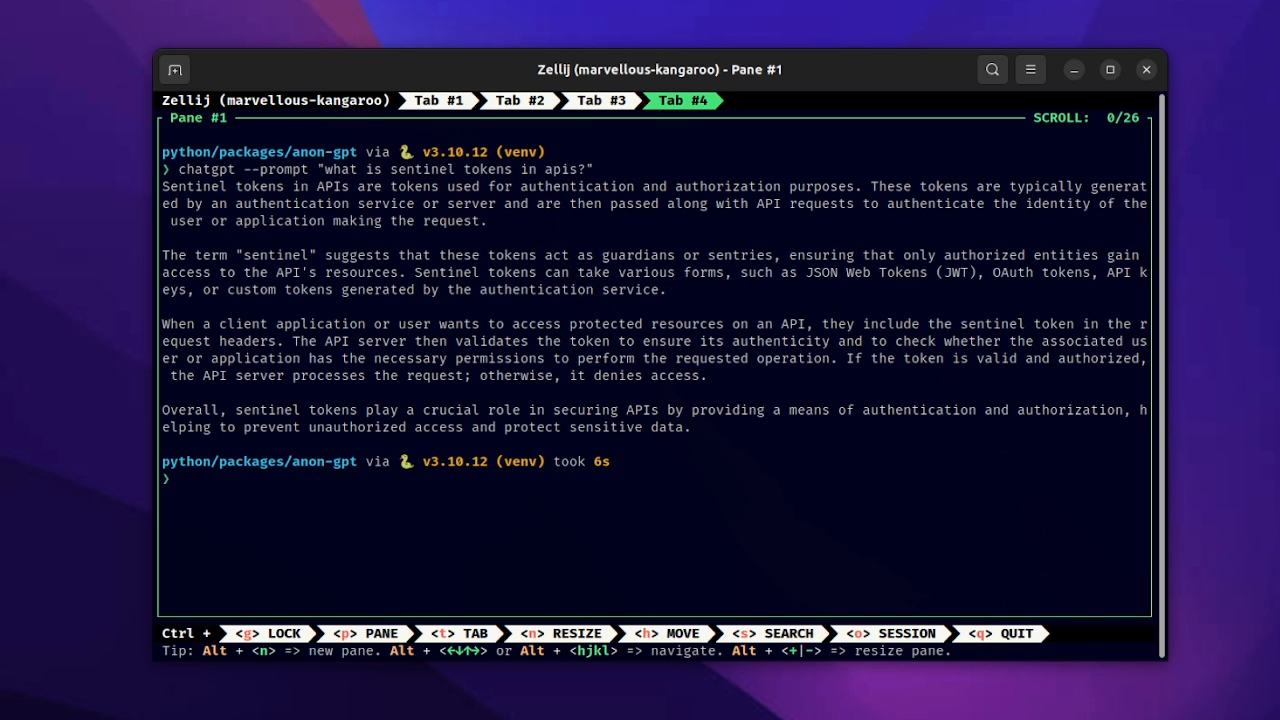 Zellij (marvellous-kangaroo) - Pane #1
Zellij (marvellous-kangaroo) Tab #1 Tab #2 Tab #3 Tab #4
Pane #1 SCROLL: 0/26
python/packages/anon-gpt via 🐍 v3.10.12 (venv)
❯ chatgpt --prompt "what is sentinel tokens in apis?"
Sentinel tokens in APIs are tokens used for authentication and authorization purposes. These tokens are typically generat
ed by an authentication service or server and are then passed along with API requests to authenticate the identity of the
user or application making the request.
The term "sentinel" suggests that these tokens act as guardians or sentries, ensuring that only authorized entities gain
access to the API's resources. Sentinel tokens can take various forms, such as JSON Web Tokens (JWT), OAuth tokens, API k
eys, or custom tokens generated by the authentication service.
When a client application or user wants to access protected resources on an API, they include the sentinel token in the r
equest headers. The API server then validates the token to ensure its authenticity and to check whether the associated us
er or application has the necessary permissions to perform the requested operation. If the token is valid and authorized,
the API server processes the request; otherwise, it denies access.
Overall, sentinel tokens play a crucial role in securing APIs by providing a means of authentication and authorization, h
elping to prevent unauthorized access and protect sensitive data.
python/packages/anon-gpt via 🐍 v3.10.12 (venv) took 6s
❯
Ctrl + <g> LOCK <p> PANE <t> TAB <n> RESIZE <h> MOVE <s> SEARCH <o> SESSION <q> QUIT
Tip: Alt + <n> => new pane. Alt + <←↓↑→> or Alt + <hjkl> => navigate. Alt + <+|-> => resize pane.